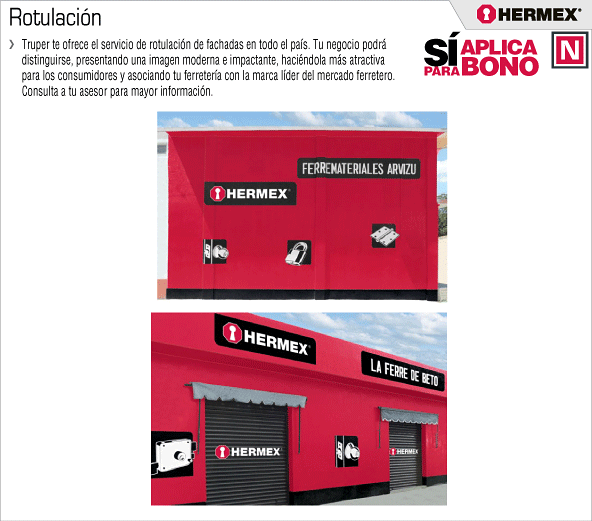 Rotulación
HERMEX®
Truper te ofrece el servicio de rotulación de fachadas en todo el país. Tu negocio podrá
distinguirse, presentando una imagen moderna e impactante, haciéndola más atractiva
para los consumidores y asociando tu ferretería con la marca líder del mercado ferretero.
Consulta a tu asesor para mayor información.
SÍ APLICA
PARA BONO
N
FERREMATERIALES ARVIZU
HERMEX®
HERMEX®
LA FERRE DE BETO
HERMEX®
HERMEX